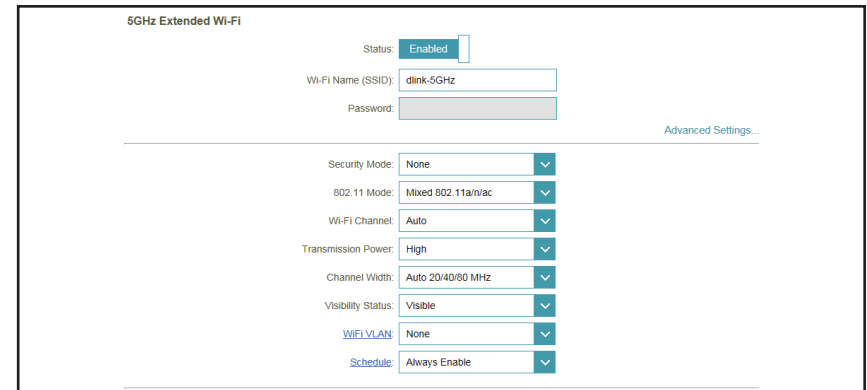 5GHz Extended Wi-Fi
Status: Enabled
Wi-Fi Name (SSID): dlink-5GHz
Password:
Advanced Settings...
Security Mode: None
802.11 Mode: Mixed 802.11a/n/ac
Wi-Fi Channel: Auto
Transmission Power: High
Channel Width: Auto 20/40/80 MHz
Visibility Status: Visible
WiFi VLAN: None
Schedule: Always Enable